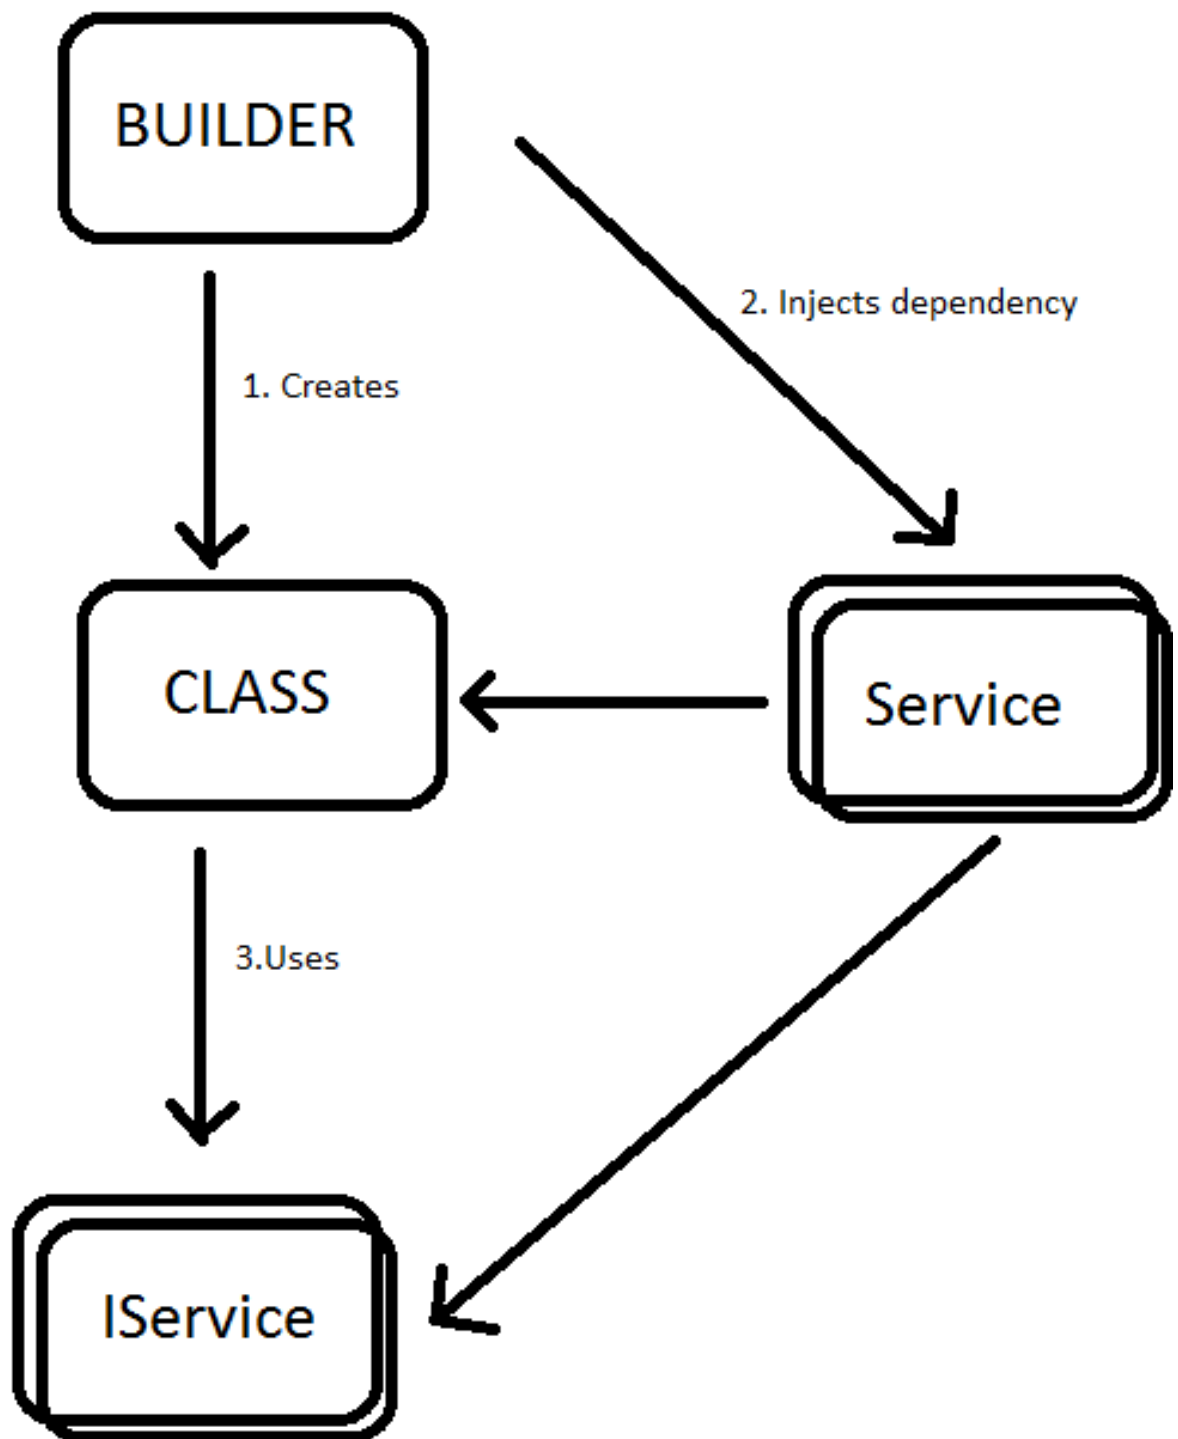 BUILDER
2. Injects dependency
1. Creates
CLASS
Service
3.Uses
IService